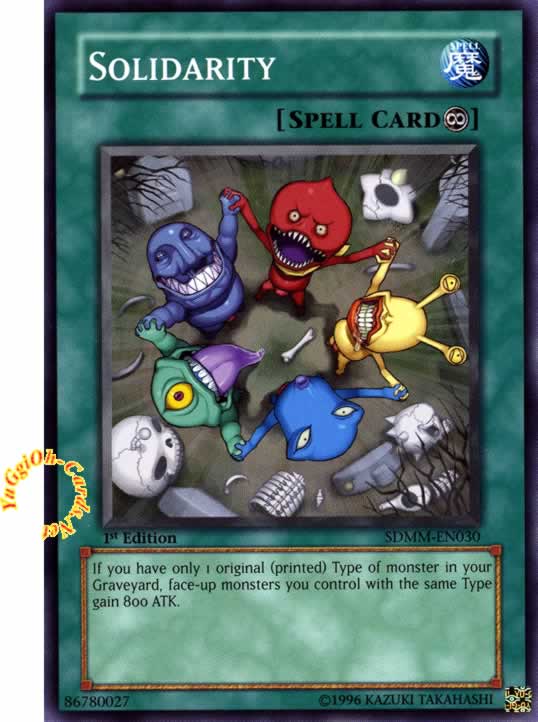 SOLIDARITY
SPELL
魔
[SPELL CARD∞]
YuGgiOh-Cards.Net
1st Edition
SDMM-EN030
If you have only 1 original (printed) Type of monster in your
Graveyard, face-up monsters you control with the same Type
gain 800 ATK.
86780027
©1996 KAZUKI TAKAHASHI